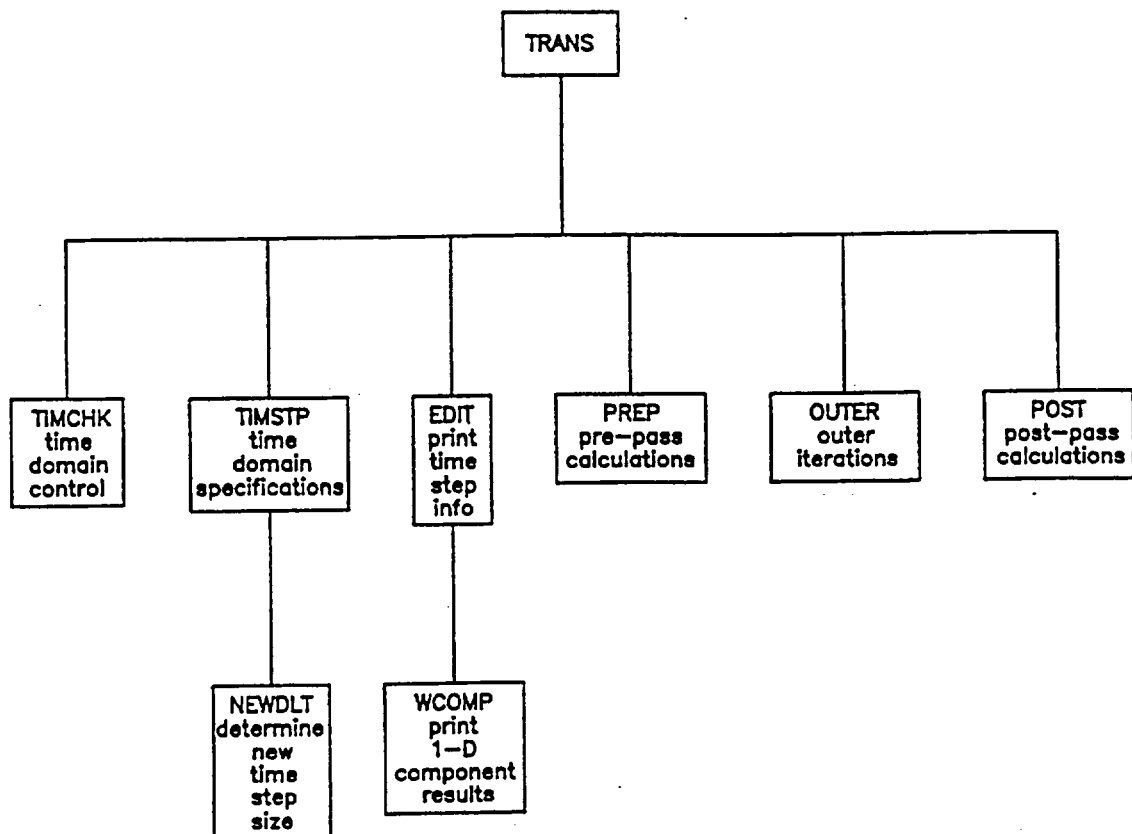 TRANS
TIMCHK
time
domain
control
TIMSTP
time
domain
specifications
EDIT
print
time
step
info
PREP
pre-pass
calculations
OUTER
outer
iterations
POST
post-pass
calculations
NEWDLT
determine
new
time
step
size
WCOMP
print
1-D
component
results